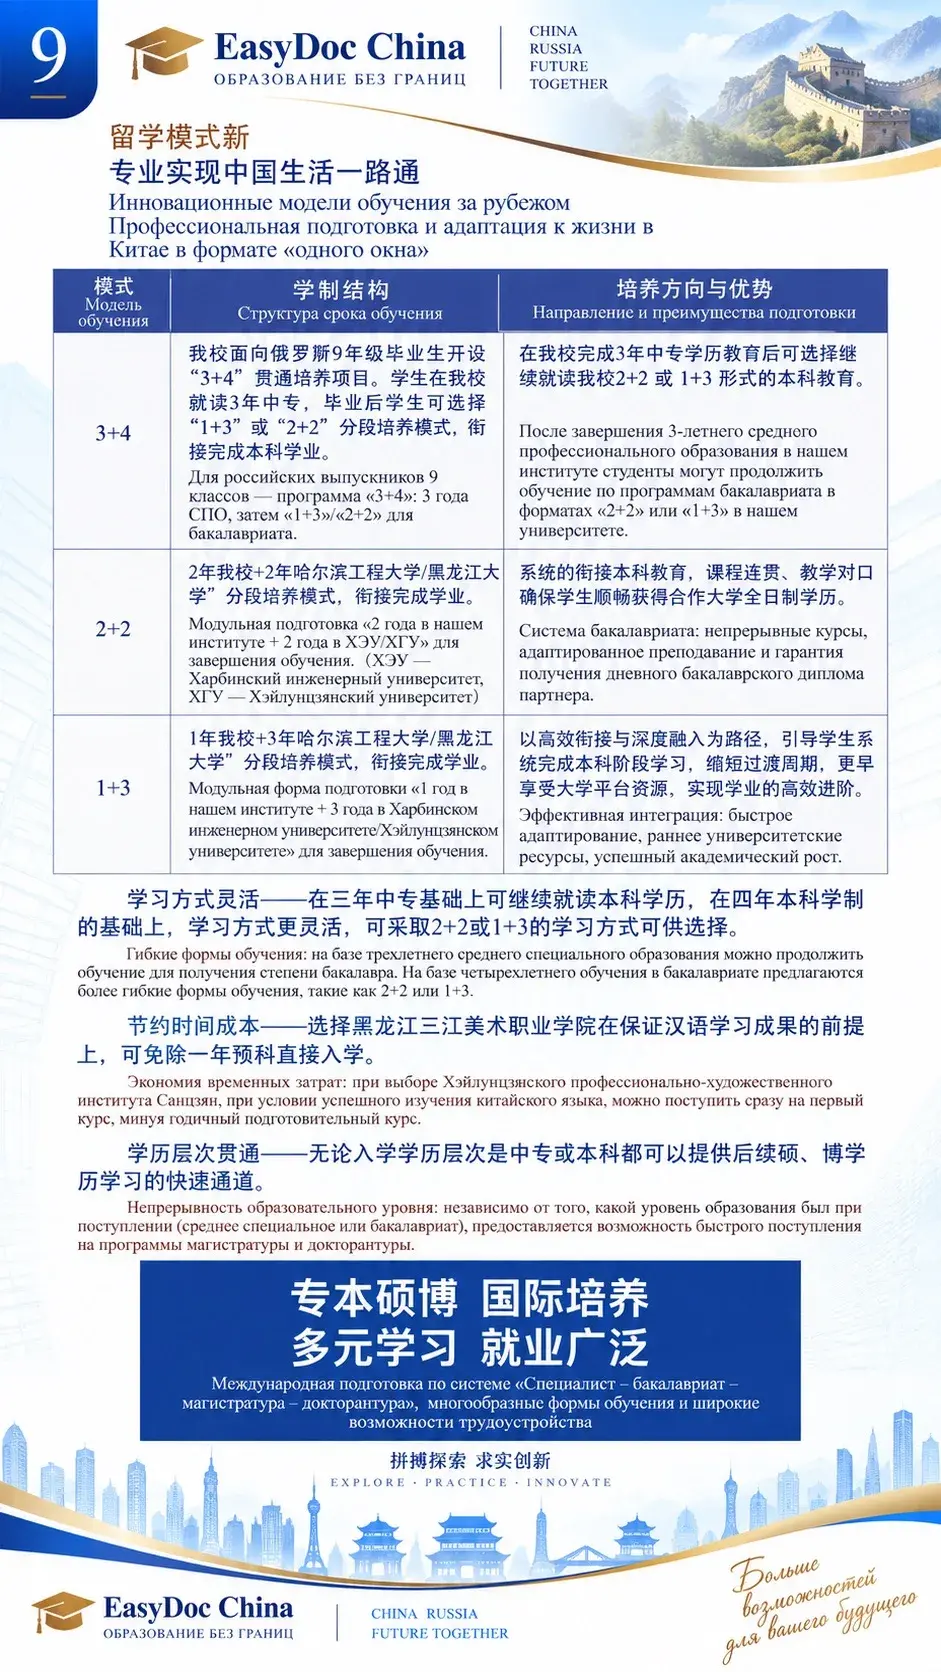 9
EasyDoc China
ОБРАЗОВАНИЕ БЕЗ ГРАНИЦ
CHINA
RUSSIA
FUTURE
TOGETHER
留学模式新
专业实现中国生活一路通
Инновационные модели обучения за рубежом
Профессиональная подготовка и адаптация к жизни в
Китае в формате «одного окна»
模式
Модель
обучения
学制结构
Структура срока обучения
培养方向与优势
Направление и преимущества подготовки
3+4
我校面向俄罗斯9年级毕业生开设
“3+4”贯通培养项目。学生在我校
就读3年中专，毕业后学生可选择
“1+3”或“2+2”分段培养模式，衔
接完成本科学业。
Для российских выпускников 9
классов — программа «3+4»: 3 года
СПО, затем «1+3»/«2+2» для
бакалавриата.
在我校完成3年中专学历教育后可选择继
续就读我校2+2 或 1+3 形式的本科教育。
После завершения 3-летнего среднего
профессионального образования в нашем
институте студенты могут продолжить
обучение по программам бакалавриата в
форматах «2+2» или «1+3» в нашем
университете.
2+2
2年我校+2年哈尔滨工程大学/黑龙江大
学”分段培养模式，衔接完成学业。
Модульная подготовка «2 года в нашем
институте + 2 года в ХЭУ/ХГУ» для
завершения обучения.（ХЭУ —
Харбинский инженерный университет,
ХГУ — Хэйлунцзянский университет）
系统的衔接本科教育，课程连贯、教学对口
确保学生顺畅获得合作大学全日制学历。
Система бакалавриата: непрерывные курсы,
адаптированное преподавание и гарантия
получения дневного бакалаврского диплома
партнера.
1+3
1年我校+3年哈尔滨工程大学/黑龙江
大学”分段培养模式，衔接完成学业。
Модульная форма подготовки «1 год в
нашем институте + 3 года в Харбинском
инженерном университете/Хэйлунцзянском
университете» для завершения обучения.
以高效衔接与深度融入为路径，引导学生系
统完成本科阶段学习，缩短过渡周期，更早
享受大学平台资源，实现学业的高效进阶。
Эффективная интеграция: быстрое
адаптирование, раннее университетские
ресурсы, успешный академический рост.
学习方式灵活——在三年中专基础上可继续就读本科学历，在四年本科学制
的基础上，学习方式更灵活，可采取2+2或1+3的学习方式可供选择。
Гибкие формы обучения: на базе трехлетнего среднего специального образования можно продолжить
обучение для получения степени бакалавра. На базе четырехлетнего обучения в бакалавриате предлагаются
более гибкие формы обучения, такие как 2+2 или 1+3.
节约时间成本——选择黑龙江三江美术职业学院在保证汉语学习成果的前提
上，可免除一年预科直接入学。
Экономия временных затрат: при выборе Хэйлунцзянского профессионально-художественного
института Санцзян, при условии успешного изучения китайского языка, можно поступить сразу на первый
курс, минуя годичный подготовительный курс.
学历层次贯通——无论入学学历层次是中专或本科都可以提供后续硕、博学
历学习的快速通道。
Непрерывность образовательного уровня: независимо от того, какой уровень образования был при
поступлении (среднее специальное или бакалавриат), предоставляется возможность быстрого поступления
на программы магистратуры и докторантуры.
专本硕博 国际培养
多元学习 就业广泛
Международная подготовка по системе «Специалист – бакалавриат –
магистратура – докторантура», многообразные формы обучения и широкие
возможности трудоустройства
拼搏探索 求实创新
EXPLORE · PRACTICE · INNOVATE
EasyDoc China
ОБРАЗОВАНИЕ БЕЗ ГРАНИЦ
CHINA RUSSIA
FUTURE TOGETHER
Больше
возможностей
для вашего будущего